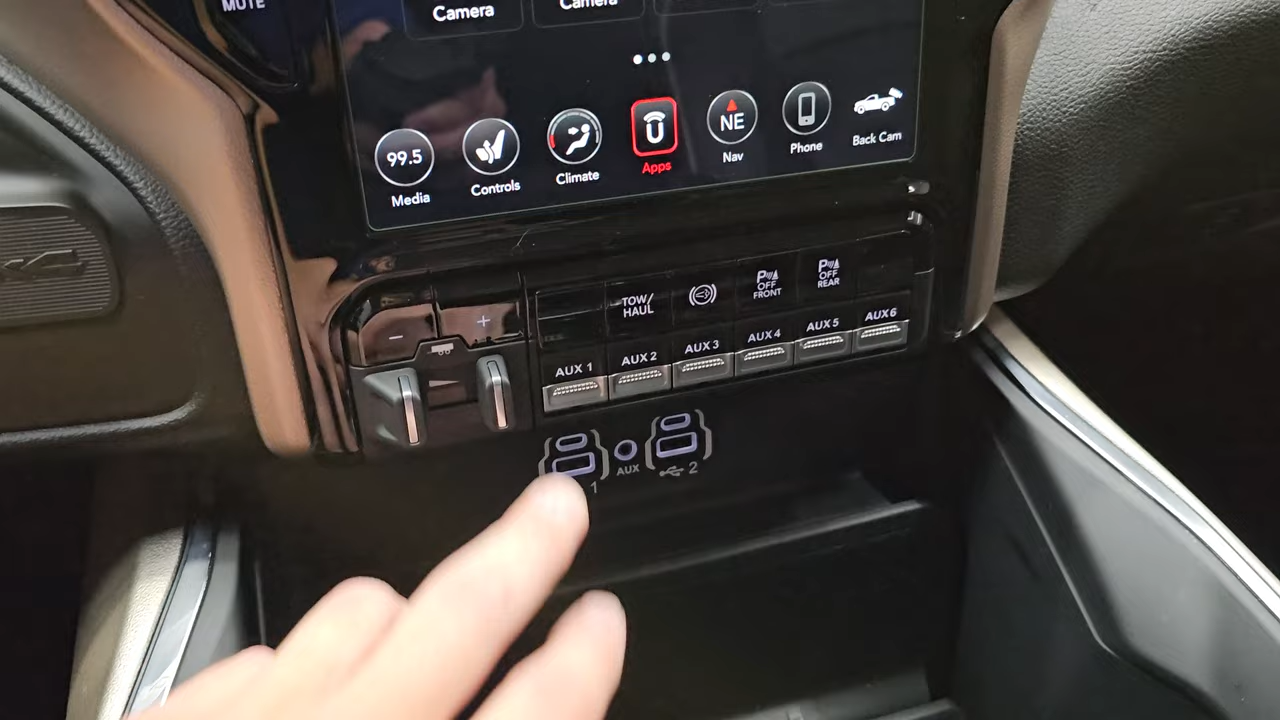 MUTE
Camera
Camera
99.5
Media
Controls
Climate
Apps
NE
Nav
Phone
Back Cam
−
+
TOW/
HAUL
P
OFF
FRONT
P
OFF
REAR
AUX 1
AUX 2
AUX 3
AUX 4
AUX 5
AUX 6
1
AUX
2